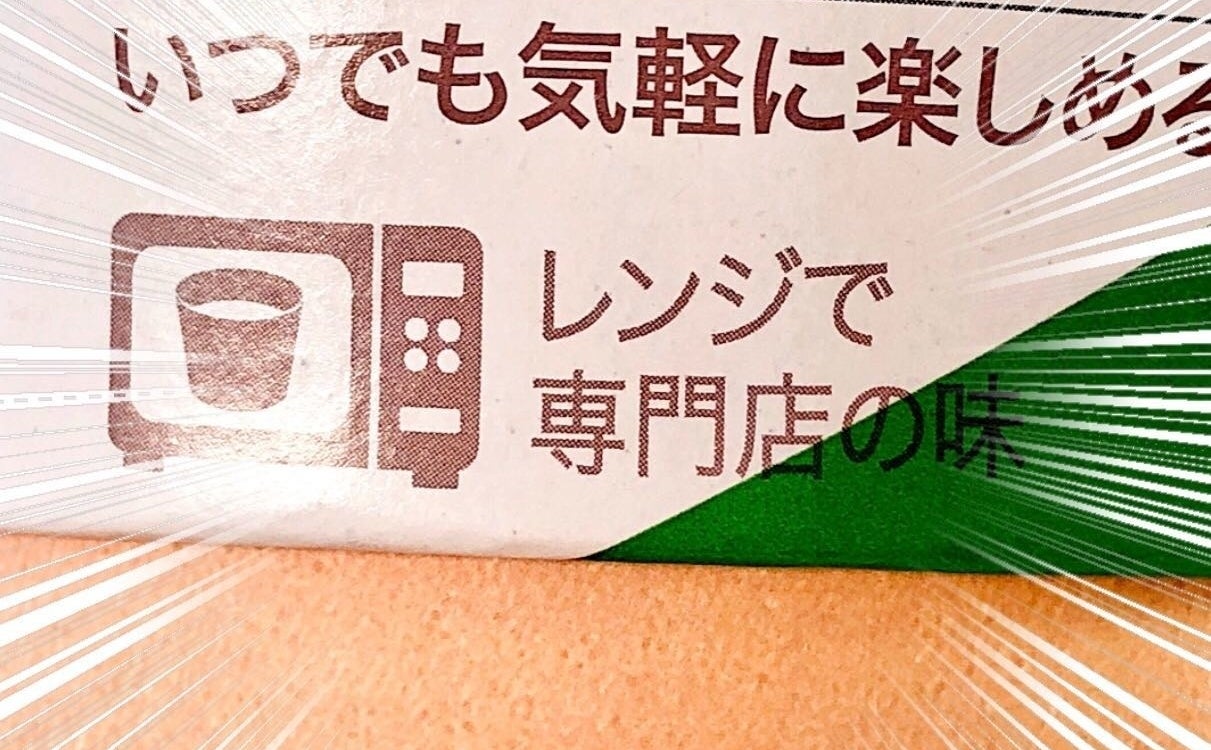 いつでも気軽に楽しめる
レンジで
専門店の味